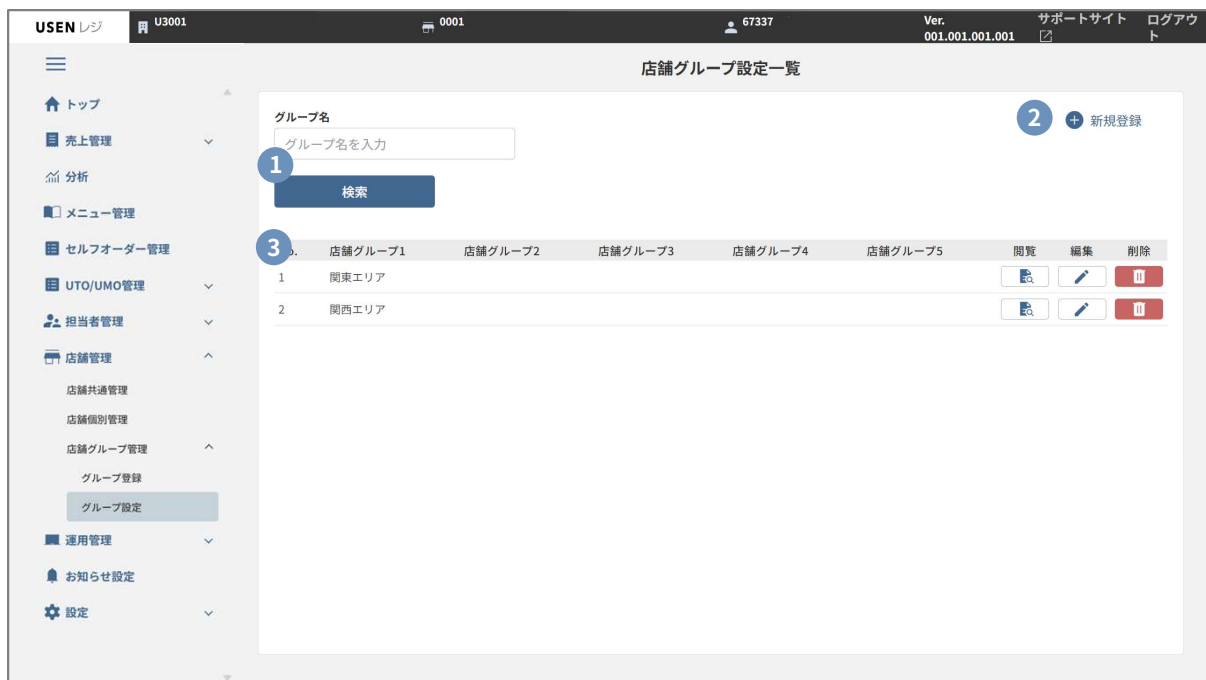 USEN レジ
U3001
0001
67337
Ver.
001.001.001.001
サポートサイト
ログアウ
ト
店舗グループ設定一覧
トップ
売上管理
分析
メニュー管理
セルフオーダー管理
UTO/UMO管理
担当者管理
店舗管理
店舗共通管理
店舗個別管理
店舗グループ管理
グループ登録
グループ設定
運用管理
お知らせ設定
設定
グループ名
グループ名を入力
1
検索
2
新規登録
3
店舗グループ1 店舗グループ2 店舗グループ3 店舗グループ4 店舗グループ5 閲覧 編集 削除
1 関東エリア
2 関西エリア